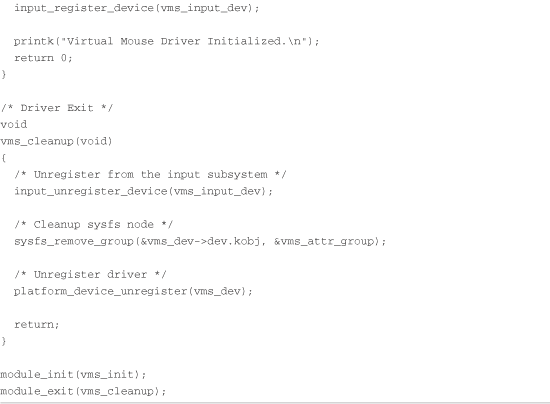 input_register_device(vms_input_dev);
printk("Virtual Mouse Driver Initialized.\n");
return 0;
}
/* Driver Exit */
void
vms_cleanup(void)
{
/* Unregister from the input subsystem */
input_unregister_device(vms_input_dev);
/* Cleanup sysfs node */
sysfs_remove_group(&vms_dev->dev.kobj, &vms_attr_group);
/* Unregister driver */
platform_device_unregister(vms_dev);
return;
}
module_init(vms_init);
module_exit(vms_cleanup);